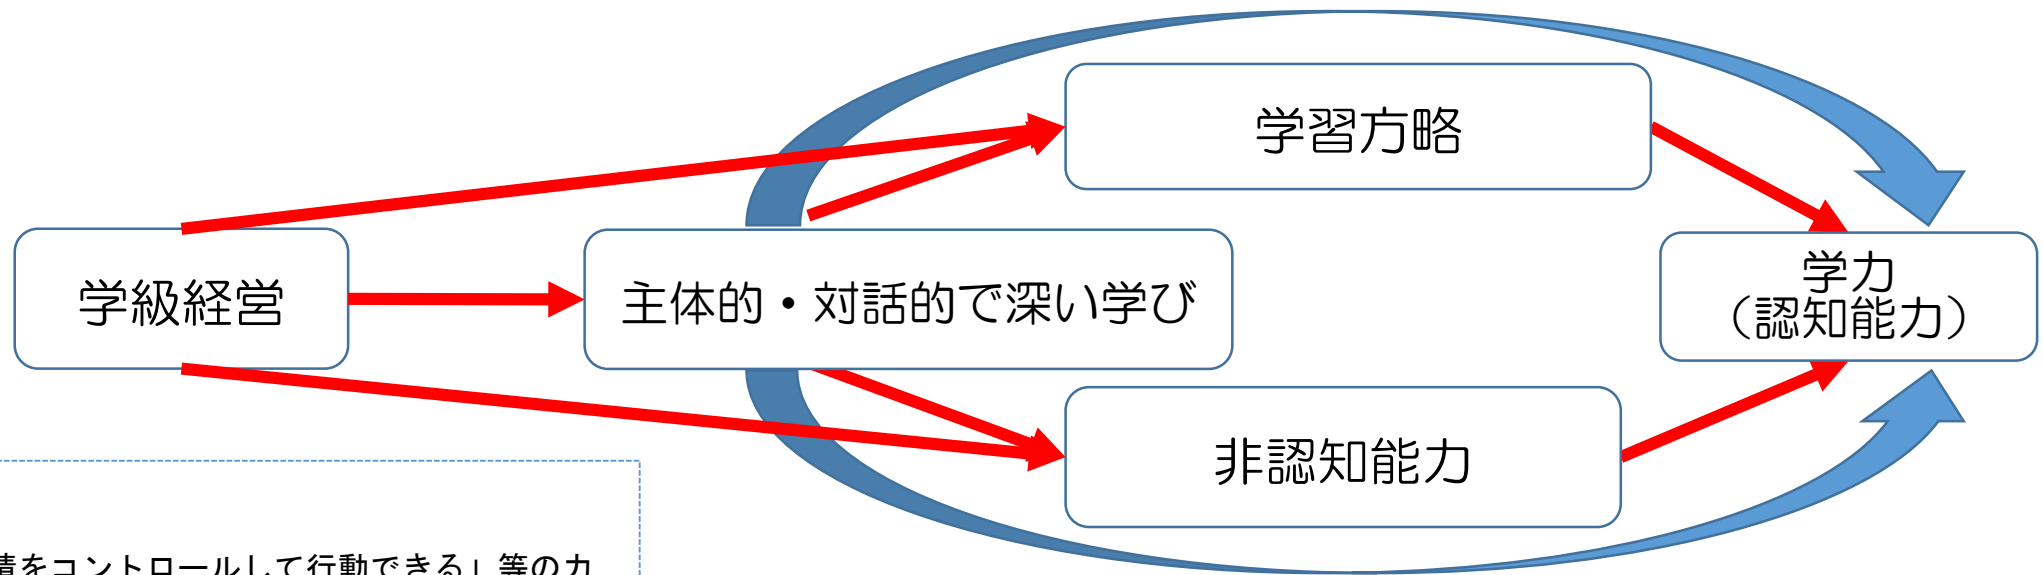 学習方略
学級経営
主体的・対話的で深い学び
学力
（認知能力）
非認知能力
をコントロールして行動できる」等の力